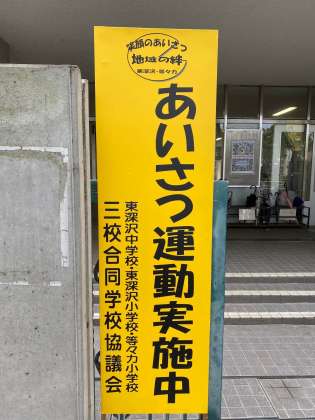 笑顔のあいさつ
地域の絆
東深沢・等々力
あいさつ運動実施中
東深沢中学校・東深沢小学校・等々力小学校
三校合同学校協議会